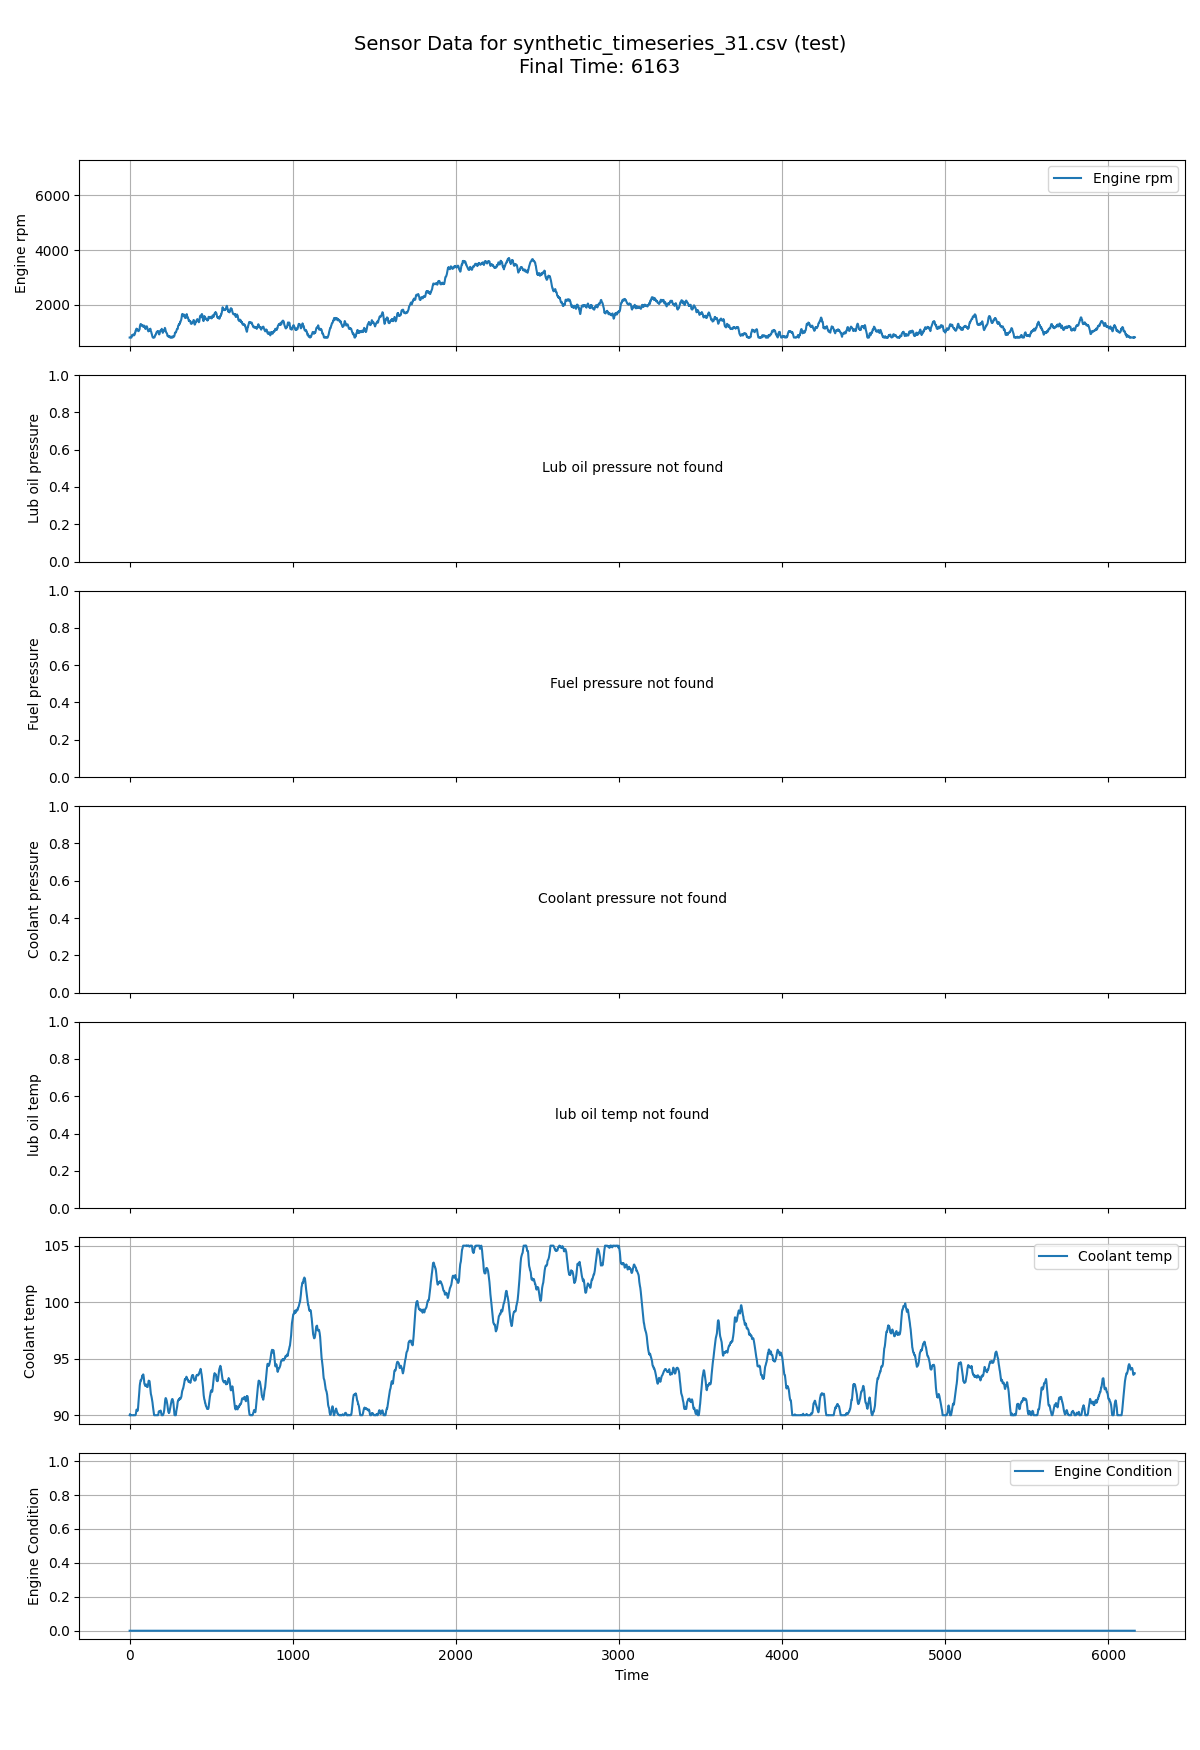 Sensor Data for synthetic_timeseries_31.csv (test)
Final Time: 6163
Engine rpm
6000
4000
2000
Engine rpm
Lub oil pressure
1.0
0.8
0.6
0.4
0.2
0.0
Lub oil pressure not found
Fuel pressure
1.0
0.8
0.6
0.4
0.2
0.0
Fuel pressure not found
Coolant pressure
1.0
0.8
0.6
0.4
0.2
0.0
Coolant pressure not found
lub oil temp
1.0
0.8
0.6
0.4
0.2
0.0
lub oil temp not found
Coolant temp
105
100
95
90
Coolant temp
Engine Condition
1.0
0.8
0.6
0.4
0.2
0.0
Engine Condition
0 1000 2000 3000 4000 5000 6000
Time